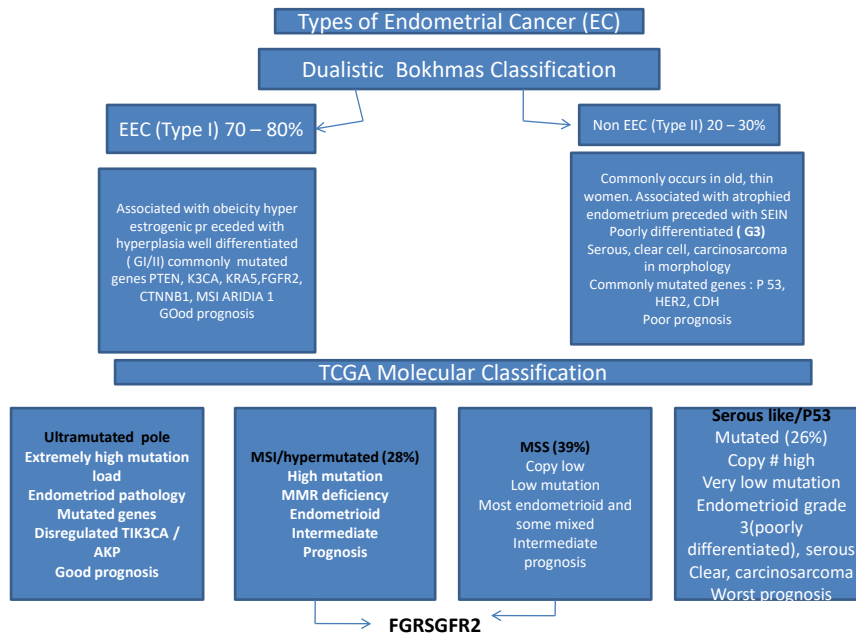 Types of Endometrial Cancer (EC)
Dualistic Bokhmas Classification
EEC (Type I) 70 – 80%
Non EEC (Type II) 20 – 30%
Associated with obeicity hyper
estrogenic pr eceded with
hyperplasia well differentiated
( GI/II) commonly mutated
genes PTEN, K3CA, KRA5,FGFR2,
CTNNB1, MSI ARIDIA 1
GOod prognosis
Commonly occurs in old, thin
women. Associated with atrophied
endometrium preceded with SEIN
Poorly differentiated ( G3)
Serous, clear cell, carcinosarcoma
in morphology
Commonly mutated genes : P 53,
HER2, CDH
Poor prognosis
TCGA Molecular Classification
Ultramutated pole
Extremely high mutation
load
Endometriod pathology
Mutated genes
Disregulated TIK3CA /
AKP
Good prognosis
MSI/hypermutated (28%)
High mutation
MMR deficiency
Endometrioid
Intermediate
Prognosis
MSS (39%)
Copy low
Low mutation
Most endometrioid and
some mixed
Intermediate
prognosis
Serous like/P53
Mutated (26%)
Copy # high
Very low mutation
Endometrioid grade
3(poorly
differentiated), serous
Clear, carcinosarcoma
Worst prognosis
FGRSGFR2